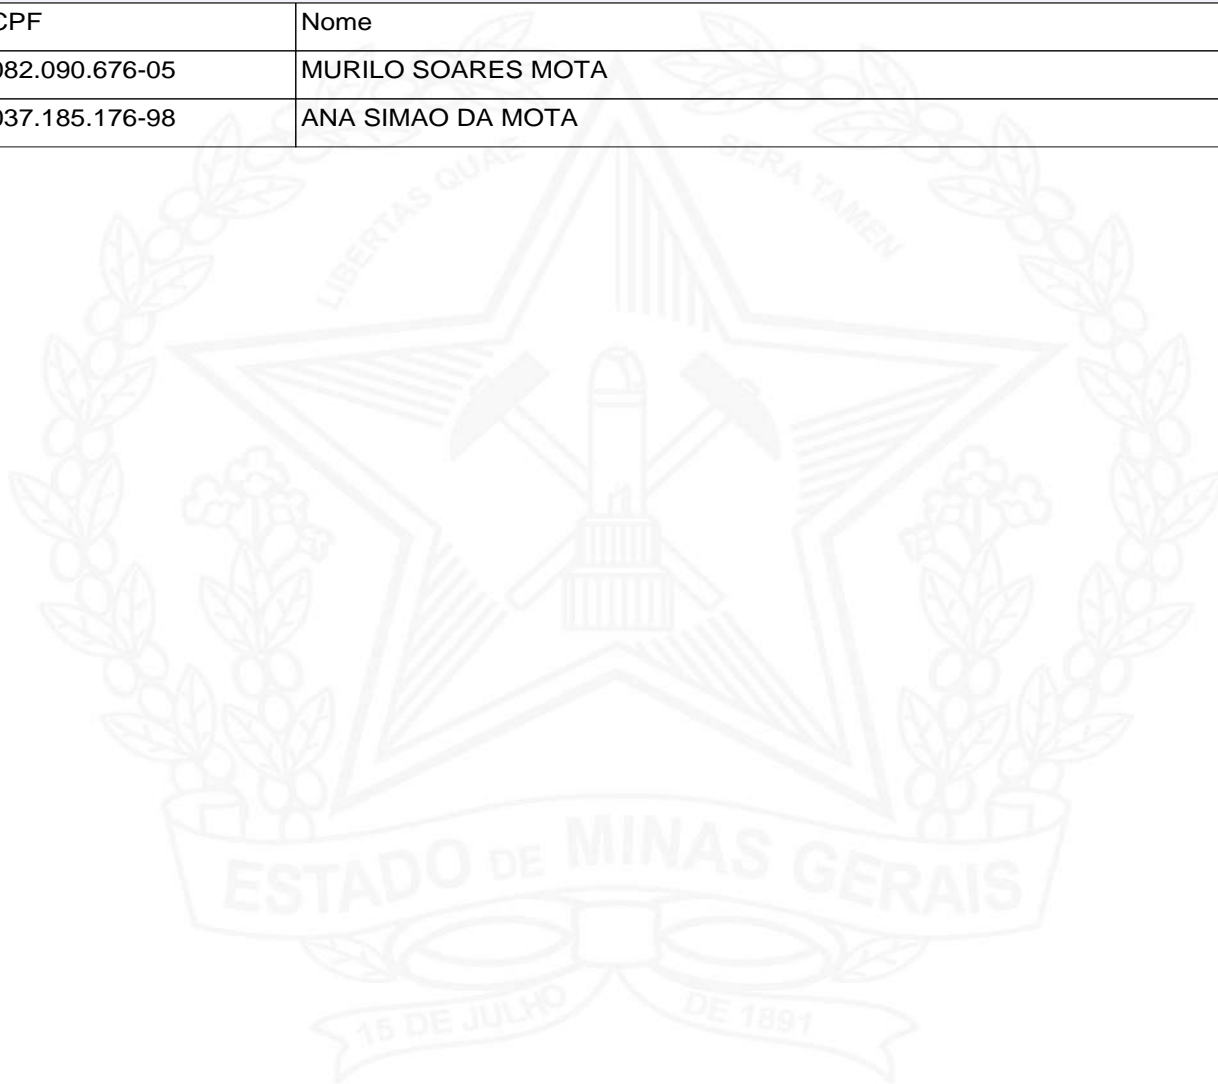 CPF Nome
082.090.676-05 MURILO SOARES MOTA
037.185.176-98 ANA SIMAO DA MOTA
LIBERTAS QUAE SERA TAMEN
ESTADO DE MINAS GERAIS
15 DE JULHO DE 1891